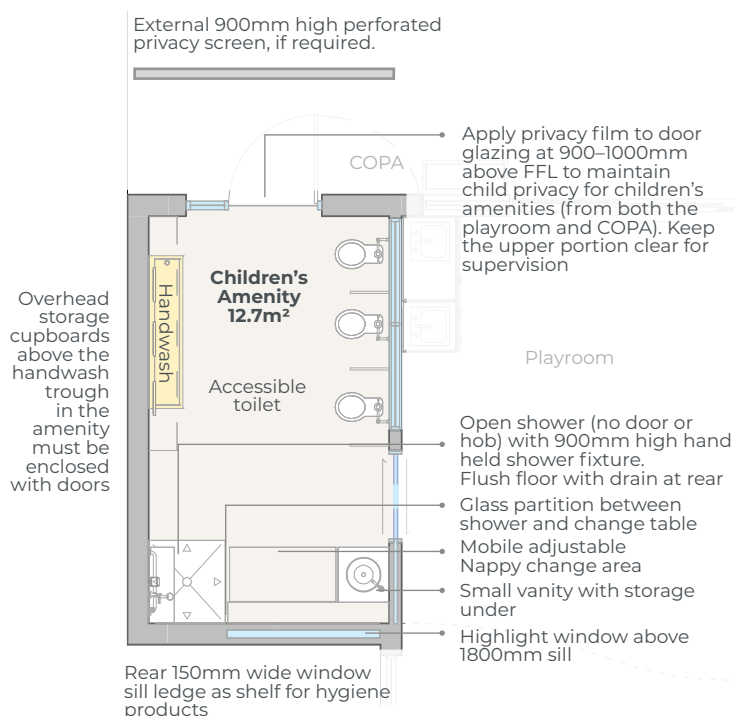 External 900mm high perforated
privacy screen, if required.
COPA
Apply privacy film to door
glazing at 900–1000mm
above FFL to maintain
child privacy for children’s
amenities (from both the
playroom and COPA). Keep
the upper portion clear for
supervision
Children’s
Amenity
12.7m²
Handwash
Overhead
storage
cupboards
above the
handwash
trough
in the
amenity
must be
enclosed
with doors
Accessible
toilet
Playroom
Open shower (no door or
hob) with 900mm high hand
held shower fixture.
Flush floor with drain at rear
Glass partition between
shower and change table
Mobile adjustable
Nappy change area
Small vanity with storage
under
Highlight window above
1800mm sill
Rear 150mm wide window
sill ledge as shelf for hygiene
products